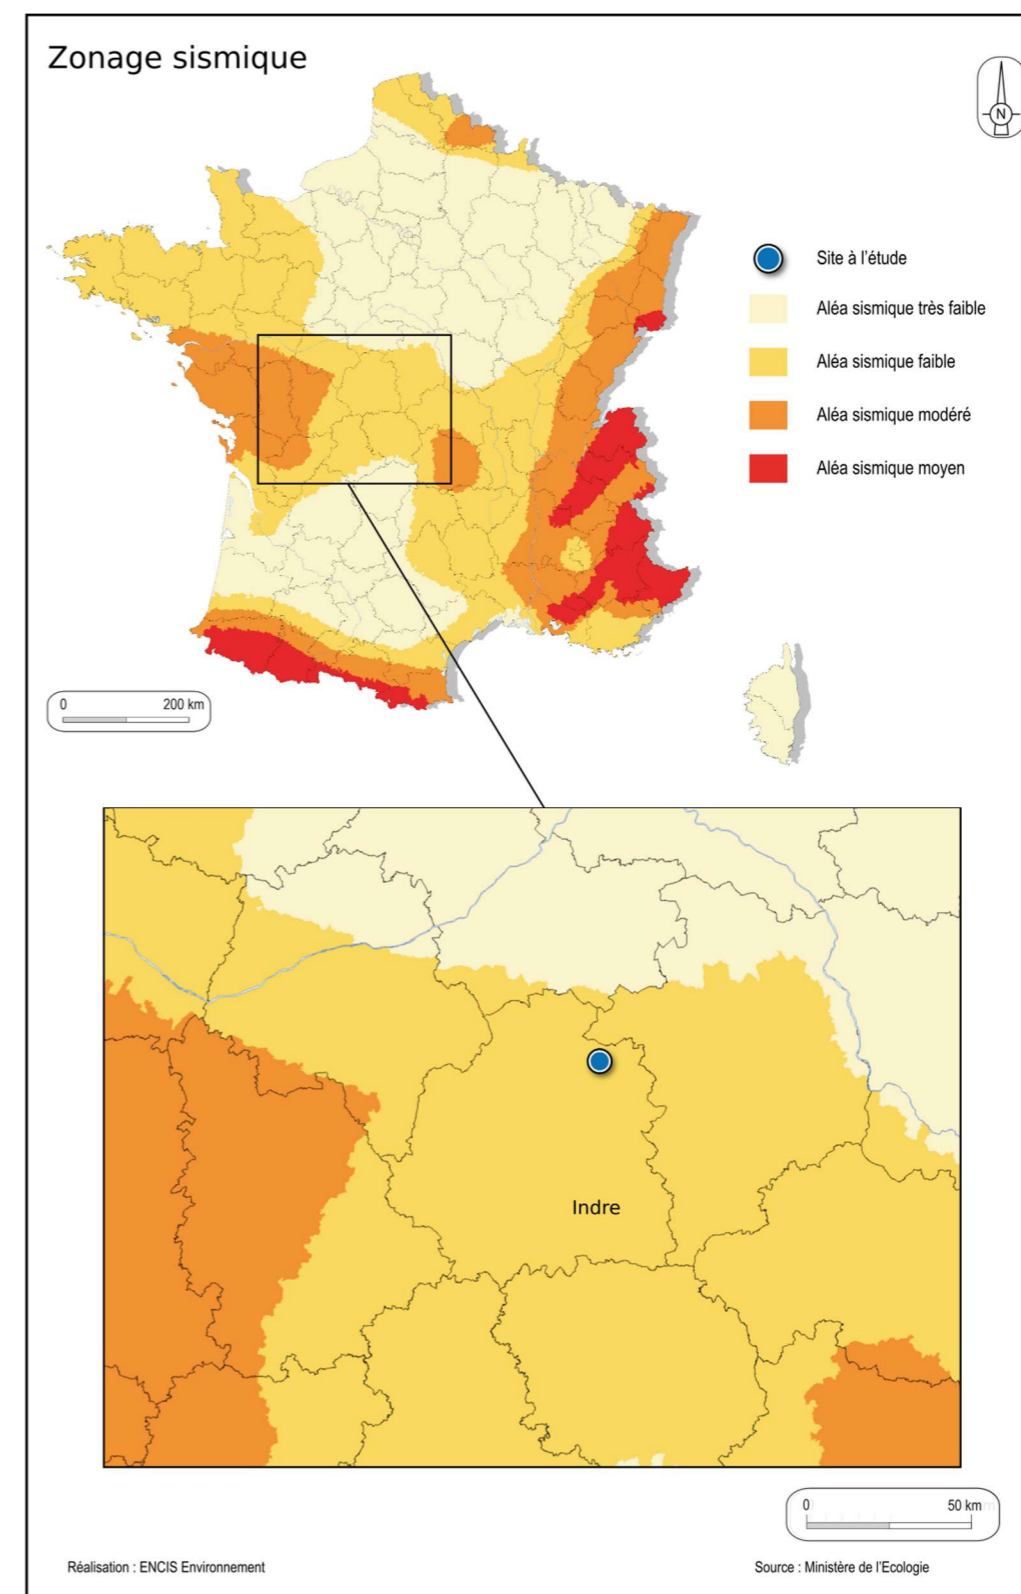 Zonage sismique
N
Site à l'étude
Aléa sismique très faible
Aléa sismique faible
Aléa sismique modéré
Aléa sismique moyen
0 200 km
Indre
0 50 km
Réalisation : ENCIS Environnement
Source : Ministère de l'Ecologie